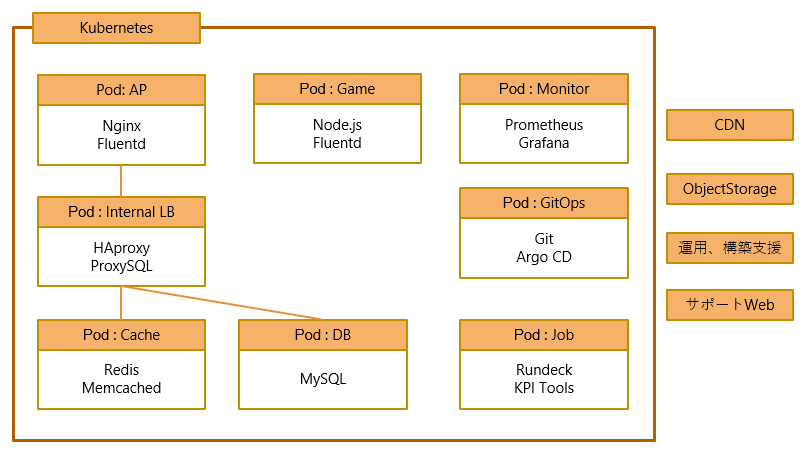 Kubernetes
Pod: AP
Nginx
Fluentd
Pod : Game
Node.js
Fluentd
Pod : Monitor
Prometheus
Grafana
CDN
ObjectStorage
Pod : Internal LB
HAproxy
ProxySQL
Pod : GitOps
Git
Argo CD
運用、構築支援
サポートWeb
Pod : Cache
Redis
Memcached
Pod : DB
MySQL
Pod : Job
Rundeck
KPI Tools